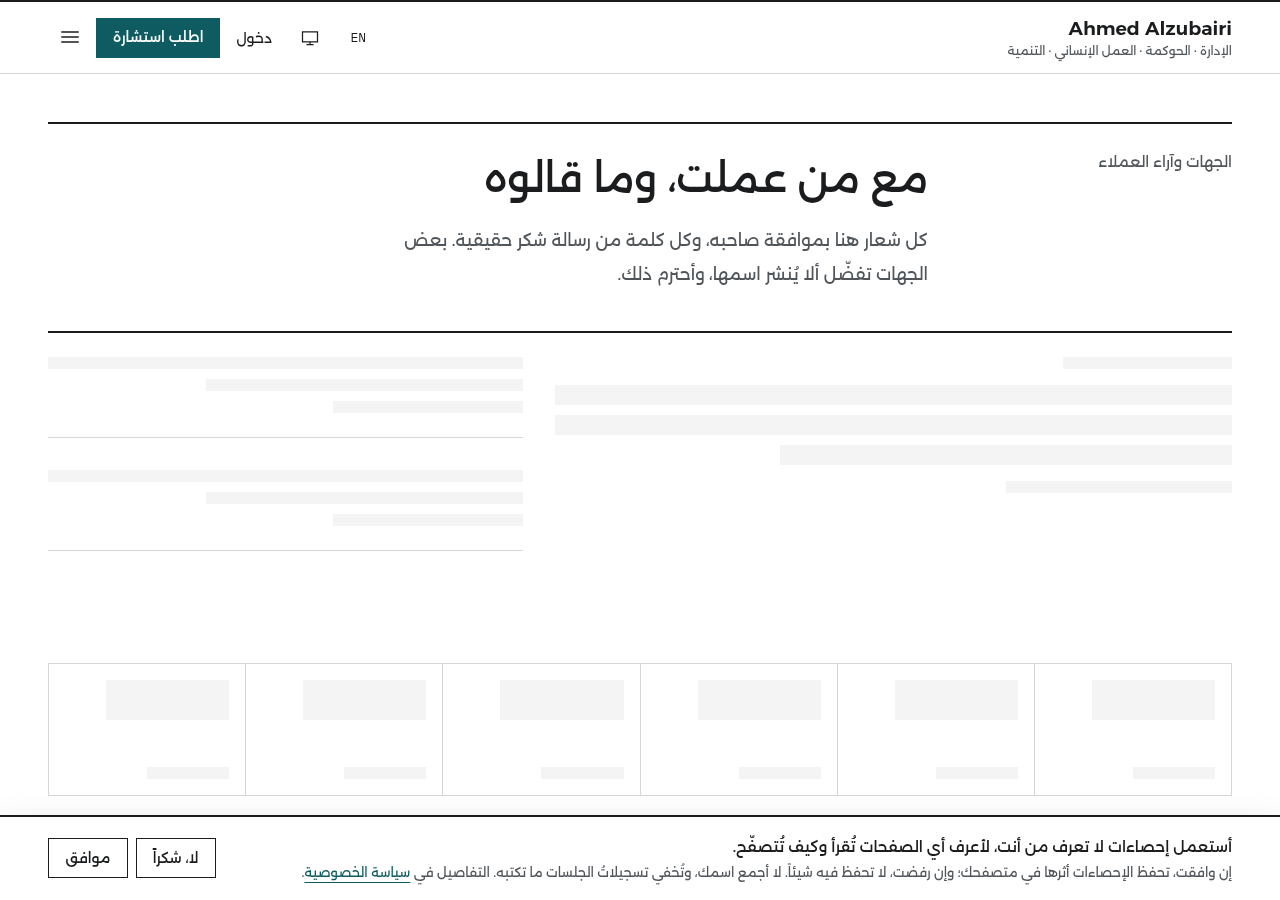 Ahmed Alzubairi
الإدارة · الحوكمة · العمل الإنساني · التنمية
EN
دخول
اطلب استشارة
الجهات وآراء العملاء
مع من عملت، وما قالوه
كل شعار هنا بموافقة صاحبه، وكل كلمة من رسالة شكر حقيقية. بعض
الجهات تفضّل ألا يُنشر اسمها، وأحترم ذلك.
أستعمل إحصاءات لا تعرف من أنت، لأعرف أي الصفحات تُقرأ وكيف تُتصفّح.
إن وافقت، تحفظ الإحصاءات أثرها في متصفحك؛ وإن رفضت، لا تحفظ فيه شيئاً. لا أجمع اسمك، وتُخفي تسجيلاتُ الجلسات ما تكتبه. التفاصيل في سياسة الخصوصية.
لا، شكراً
موافق